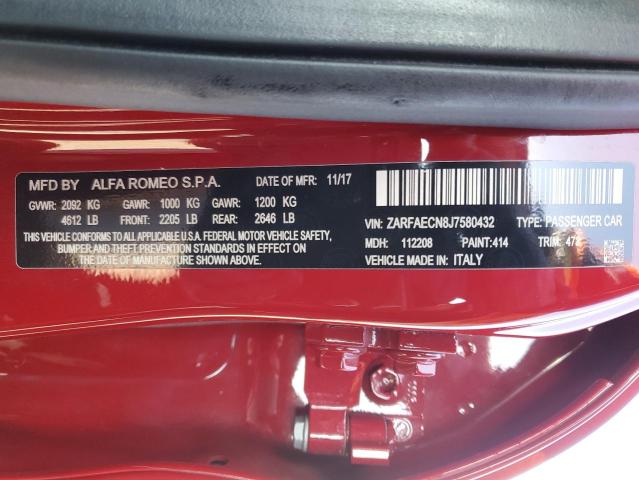 MFD BY ALFA ROMEO S.P.A. DATE OF MFR: 11/17
GVWR: 2092 KG GAWR: 1000 KG GAWR: 1200 KG
4612 LB FRONT: 2205 LB REAR: 2646 LB
THIS VEHICLE CONFORMS TO ALL APPLICABLE U.S.A. FEDERAL MOTOR VEHICLE SAFETY,
BUMPER AND THEFT PREVENTION STANDARDS IN EFFECT ON
THE DATE OF MANUFACTURE SHOWN ABOVE.
VIN: ZARFAECN8J7580432 TYPE: PASSENGER CAR
MDH: 112208 PAINT: 414 TRIM: 478
VEHICLE MADE IN: ITALY